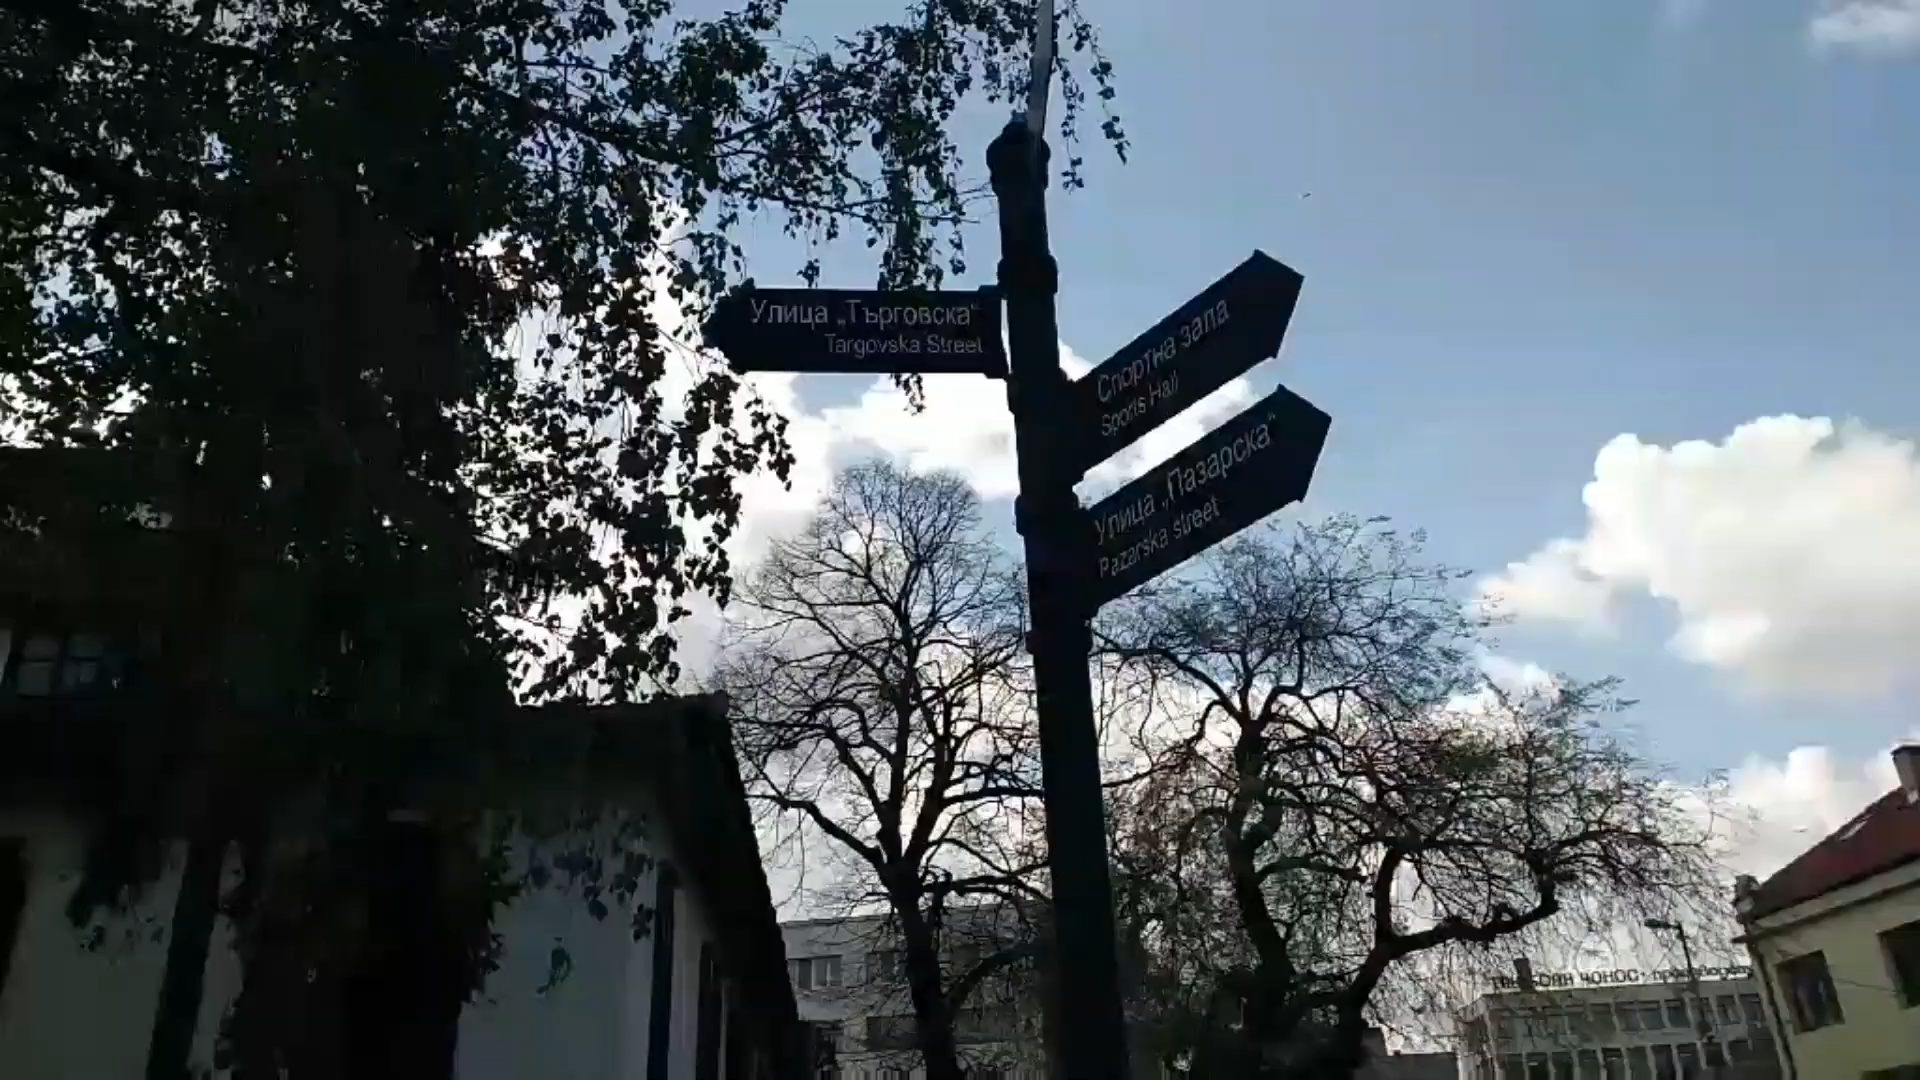 Улица „Търговска“
Targovska Street
Спортна зала
Sports Hall
Улица „Пазарска“
Pazarska street